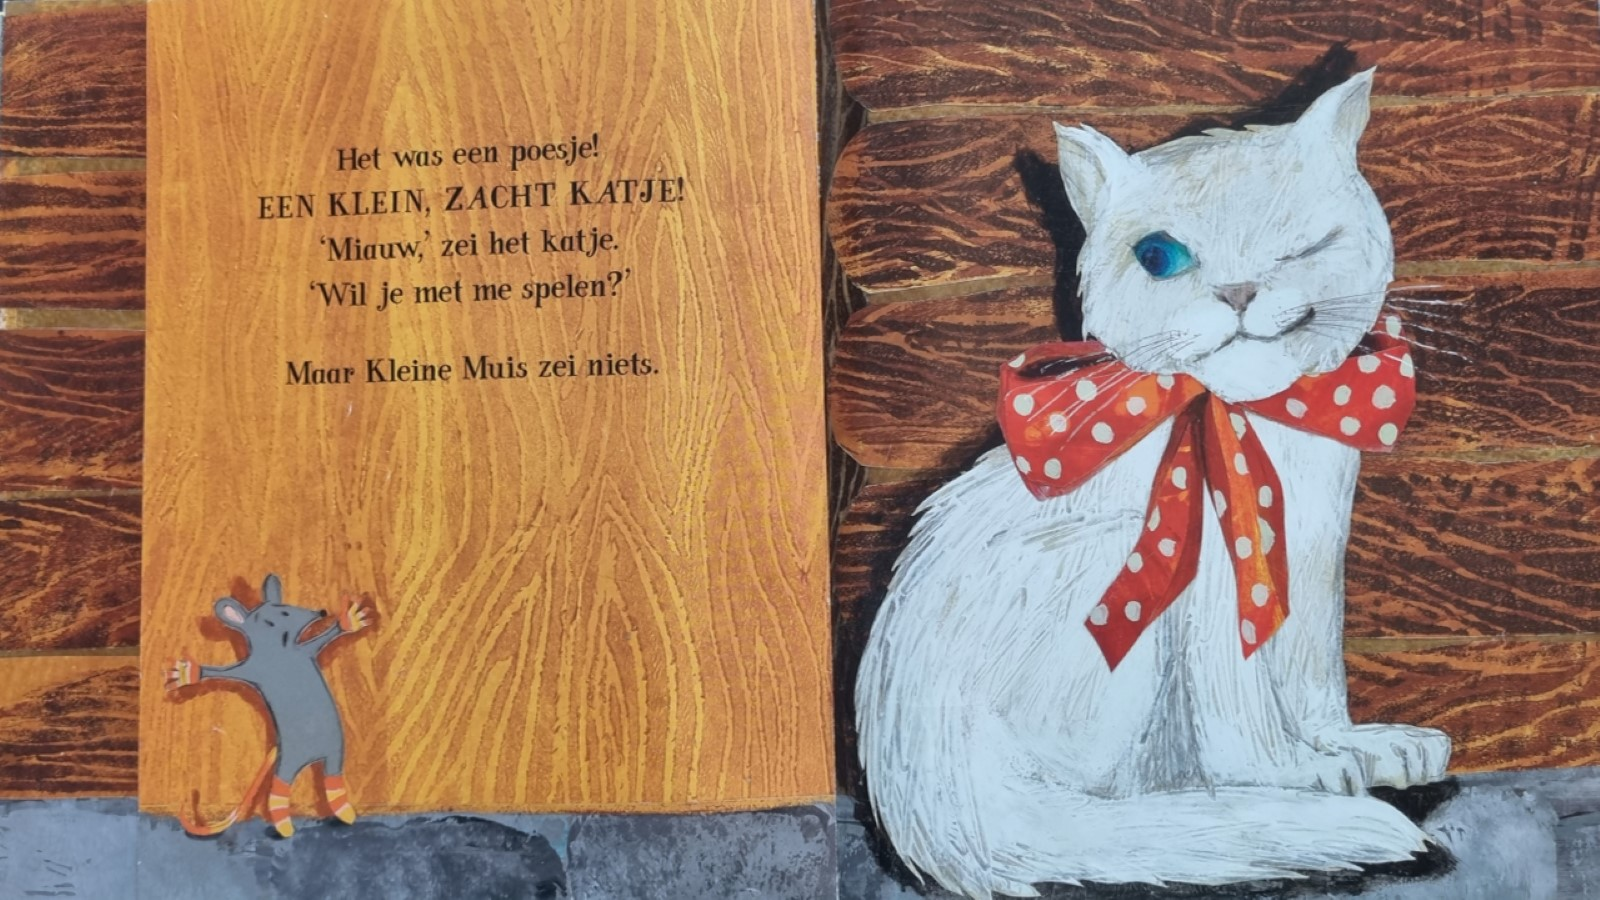 Het was een poesje!
EEN KLEIN, ZACHT KATJE!
‘Miauw,’ zei het katje.
‘Wil je met me spelen?’
Maar Kleine Muis zei niets.